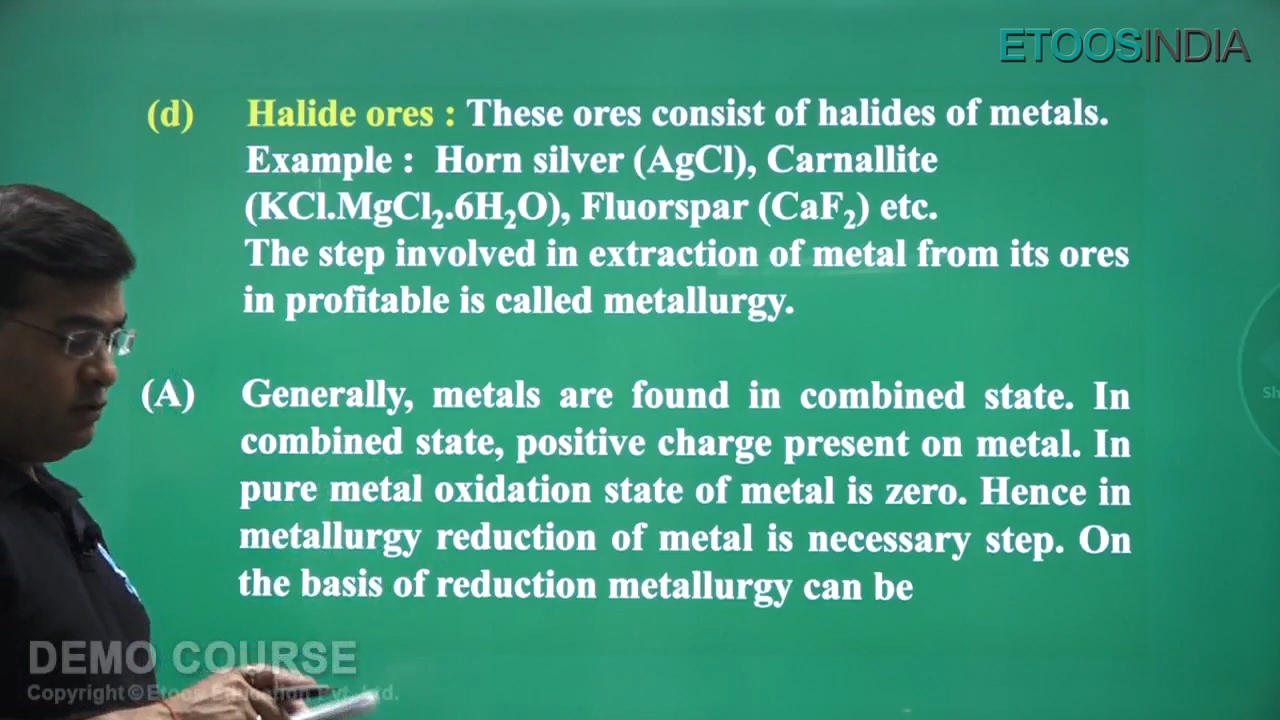 ETOOSINDIA
(d) Halide ores : These ores consist of halides of metals.
Example : Horn silver (AgCl), Carnallite
(KCl.MgCl₂.6H₂O), Fluorspar (CaF₂) etc.
The step involved in extraction of metal from its ores
in profitable is called metallurgy.
(A) Generally, metals are found in combined state. In
combined state, positive charge present on metal. In
pure metal oxidation state of metal is zero. Hence in
metallurgy reduction of metal is necessary step. On
the basis of reduction metallurgy can be
DEMO COURSE
Copyright © Etoos Education Pvt. Ltd.